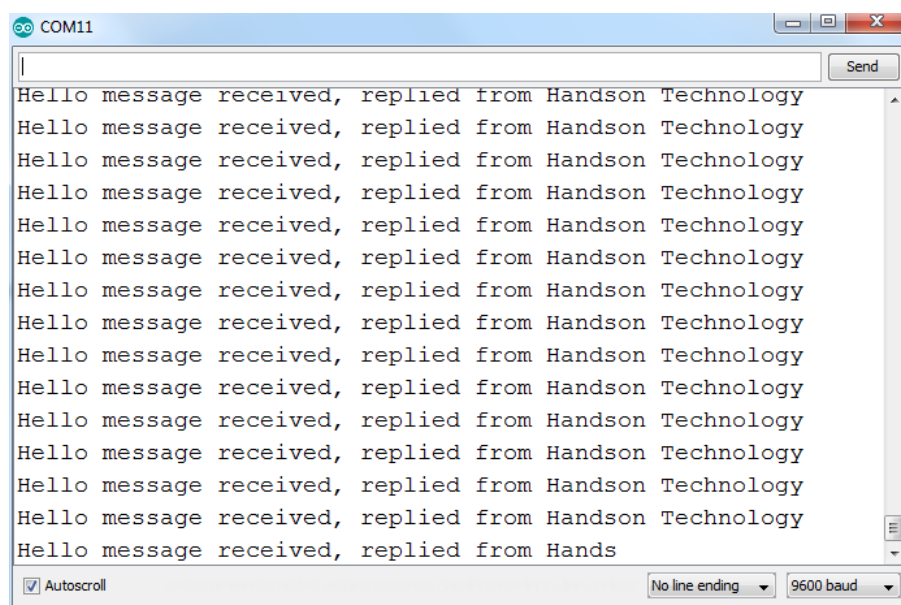 COM11
Send
Hello message received, replied from Handson Technology
Hello message received, replied from Handson Technology
Hello message received, replied from Handson Technology
Hello message received, replied from Handson Technology
Hello message received, replied from Handson Technology
Hello message received, replied from Handson Technology
Hello message received, replied from Handson Technology
Hello message received, replied from Handson Technology
Hello message received, replied from Handson Technology
Hello message received, replied from Handson Technology
Hello message received, replied from Handson Technology
Hello message received, replied from Handson Technology
Hello message received, replied from Handson Technology
Hello message received, replied from Handson Technology
Hello message received, replied from Hands
Autoscroll No line ending 9600 baud